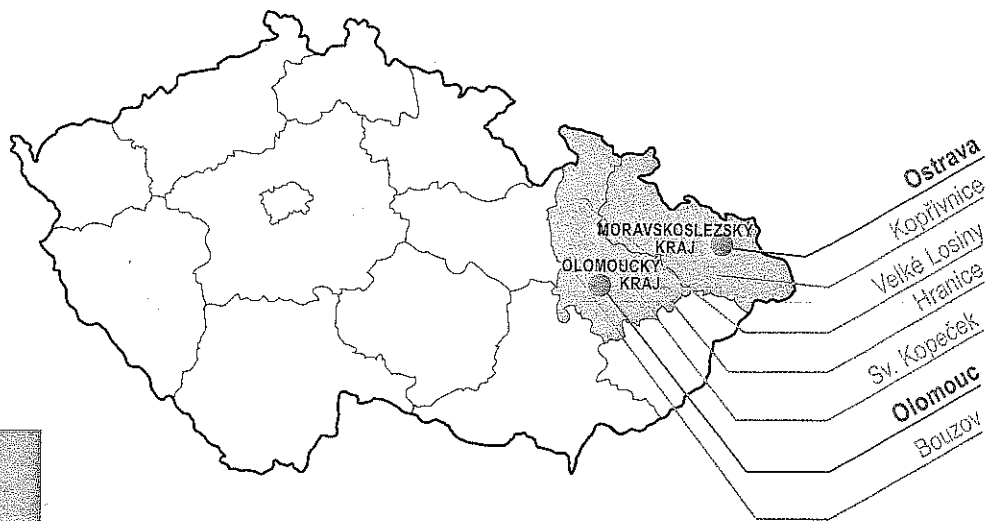 MORAVSKOSLEZSKÝ
KRAJ
OLOMOUCKÝ
KRAJ
Ostrava
Kopřivnice
Velké Losiny
Hranice
Sv. Kopeček
Olomouc
Bouzov